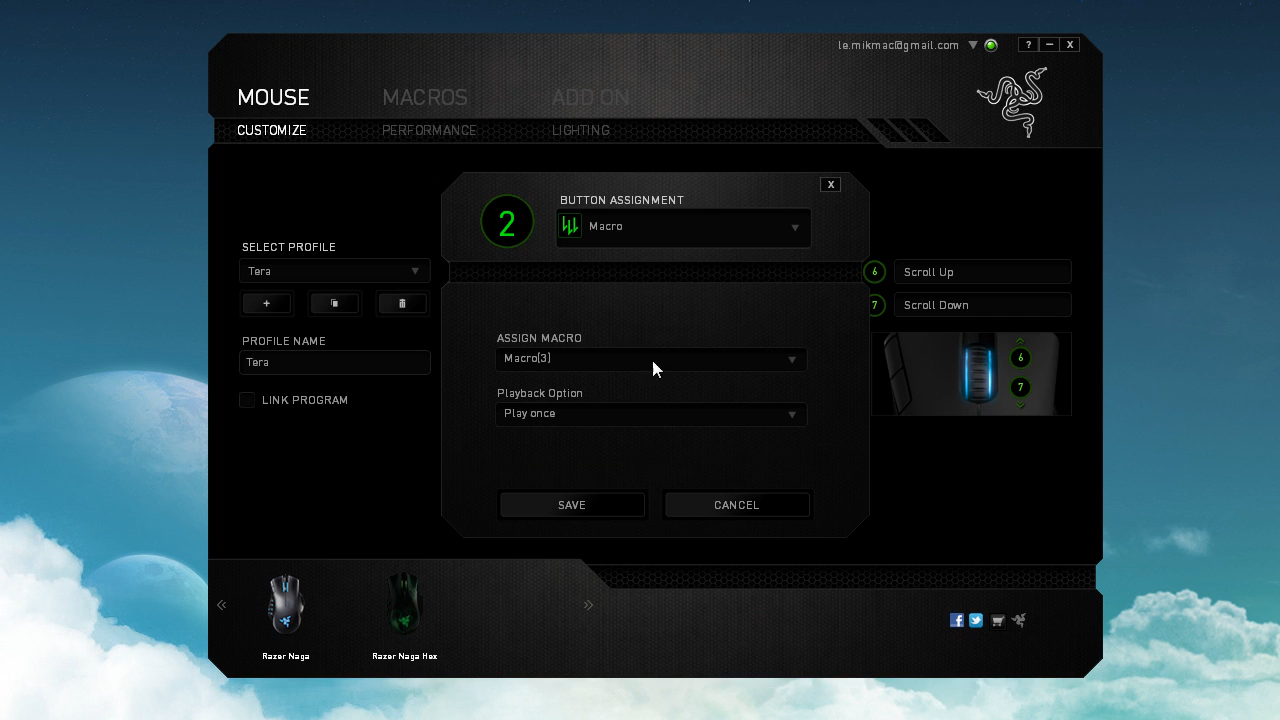 le.mikmac@gmail.com
? — X
MOUSE MACROS ADD ON
CUSTOMIZE PERFORMANCE LIGHTING
X
2
BUTTON ASSIGNMENT
Macro
SELECT PROFILE
Tera
+
PROFILE NAME
Tera
LINK PROGRAM
6 Scroll Up
7 Scroll Down
6
7
ASSIGN MACRO
Macro(3)
Playback Option
Play once
SAVE CANCEL
Razer Naga Razer Naga Hex